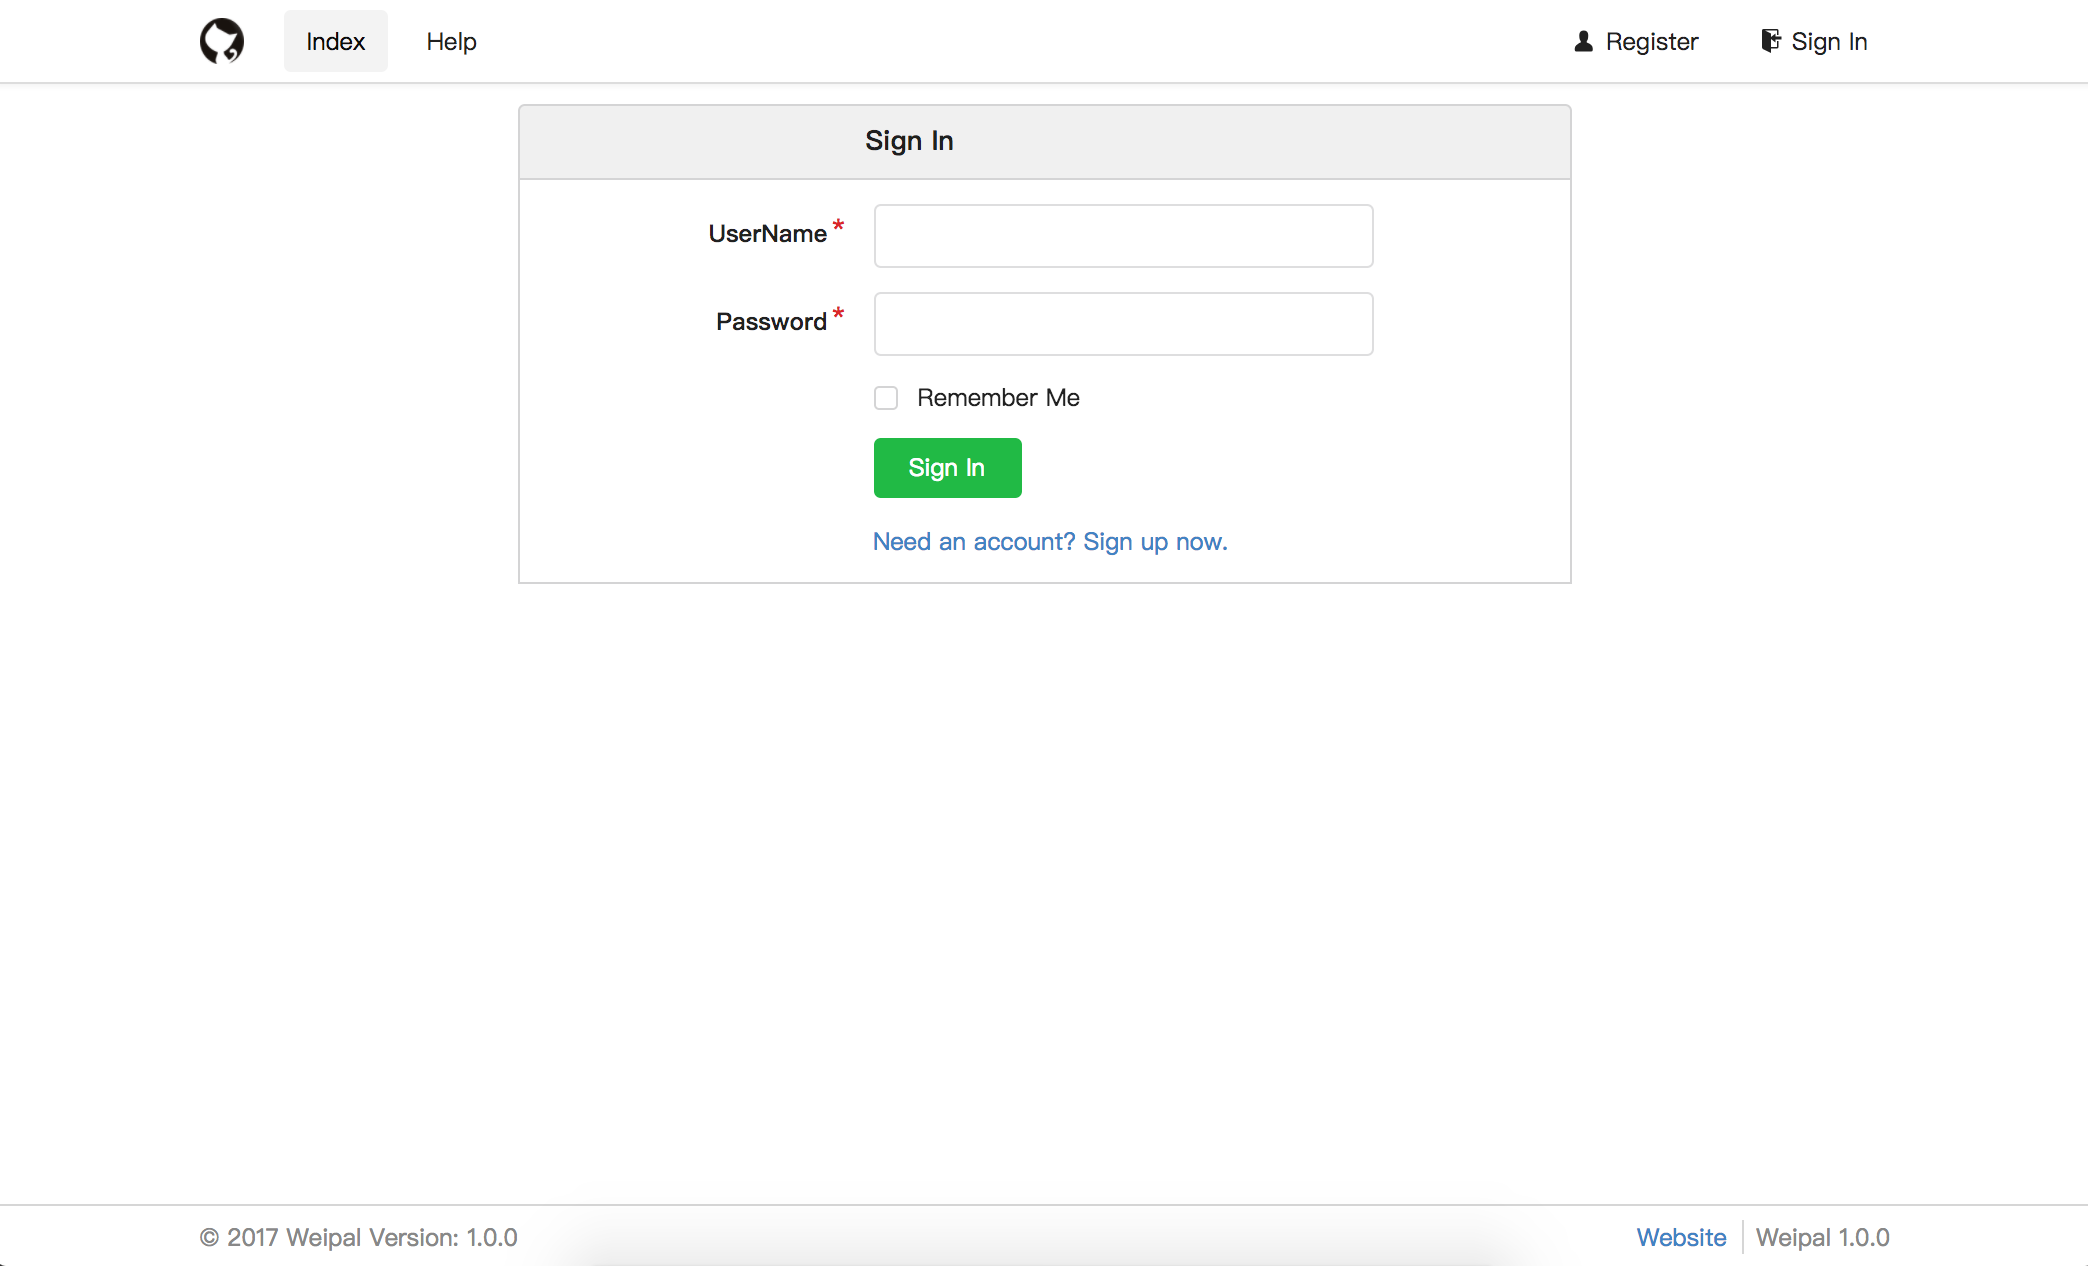 Index Help Register Sign In
Sign In
UserName *
Password *
Remember Me
Sign In
Need an account? Sign up now.
© 2017 Weipal Version: 1.0.0 Website Weipal 1.0.0